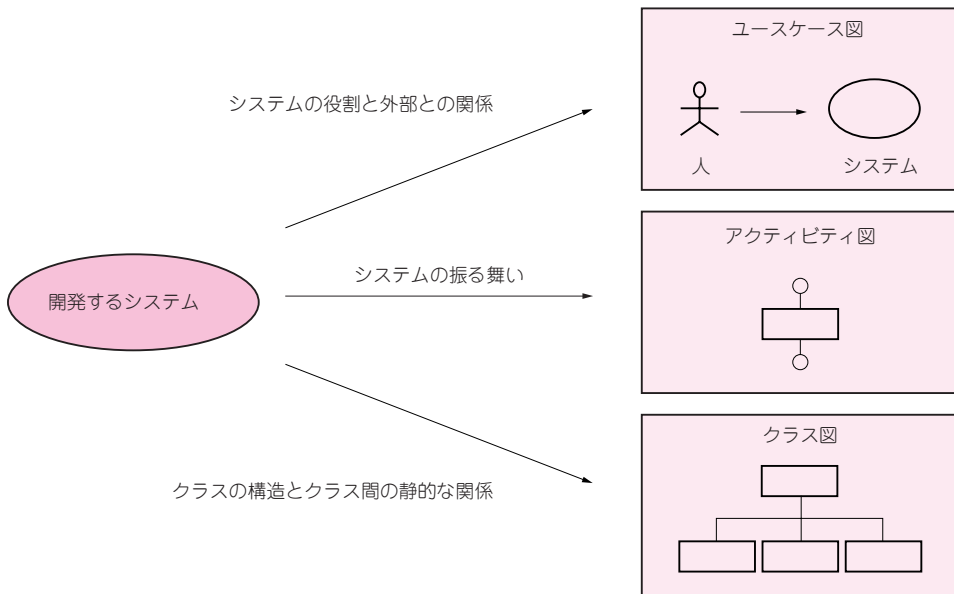 ユースケース図
システムの役割と外部との関係
人
システム
アクティビティ図
システムの振る舞い
開発するシステム
クラス図
クラスの構造とクラス間の静的な関係